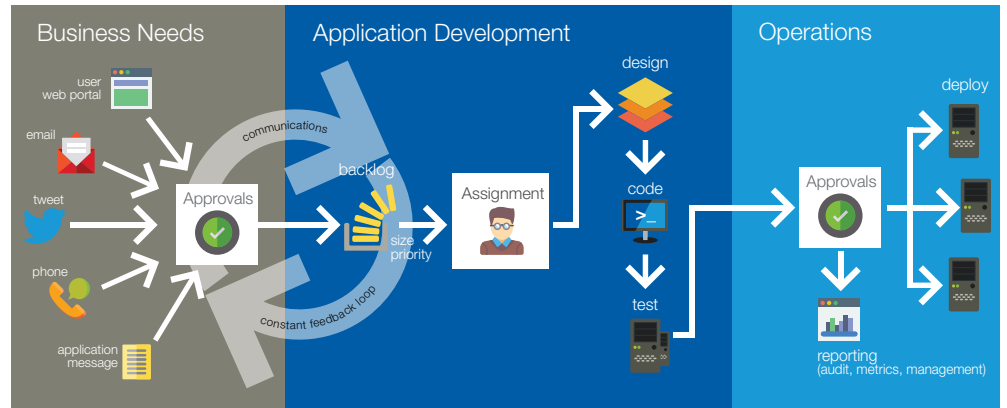 Business Needs
user
web portal
email
tweet
phone
application
message
Approvals
communications
constant feedback loop
Application Development
backlog
size
priority
Assignment
design
code
>_
test
Operations
Approvals
deploy
reporting
(audit, metrics, management)